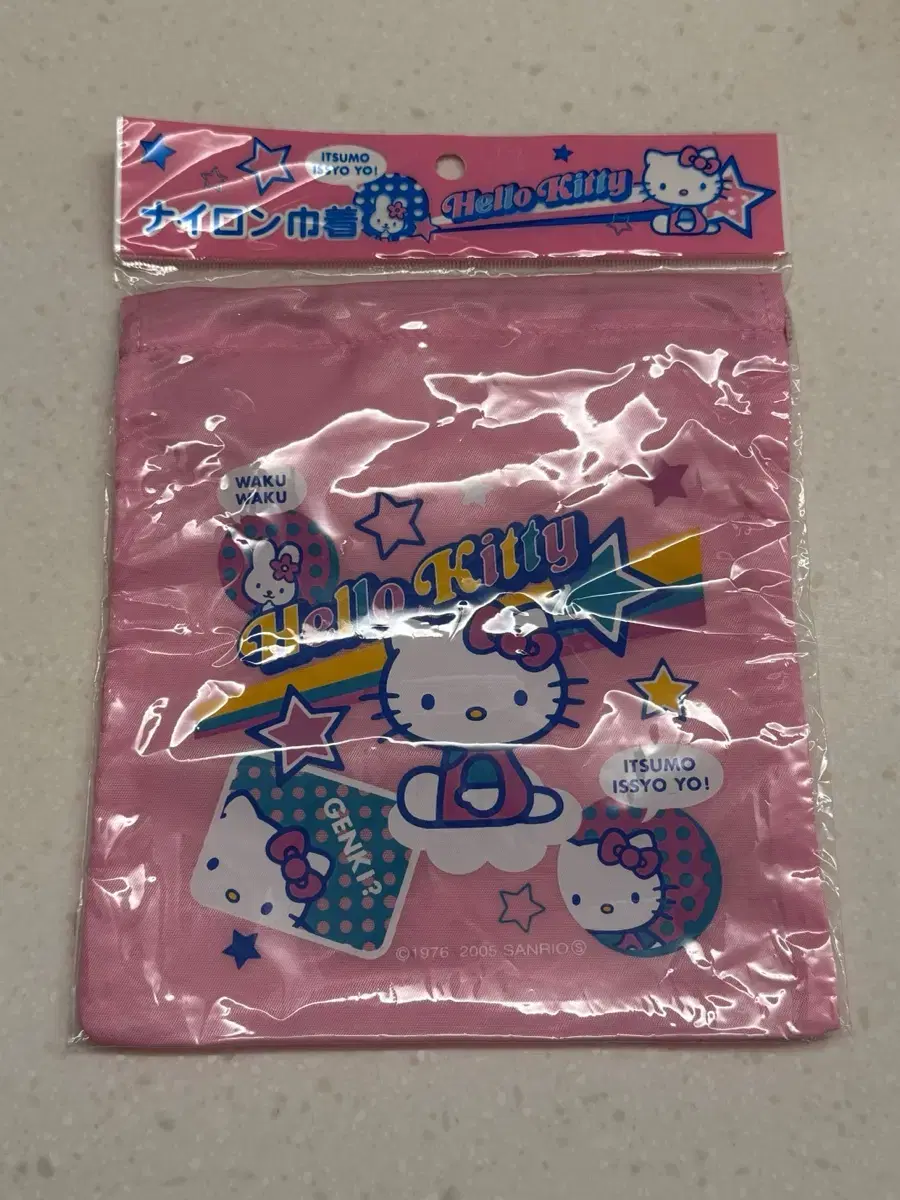 ITSUMO
ISSYO YO!
ナイロン巾着
Hello Kitty
WAKU
WAKU
Hello Kitty
ITSUMO
ISSYO YO!
GENKI?
©1976 2005 SANRIO Ⓢ